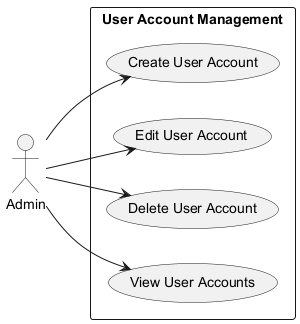 User Account Management
Create User Account
Edit User Account
Delete User Account
Admin
View User Accounts